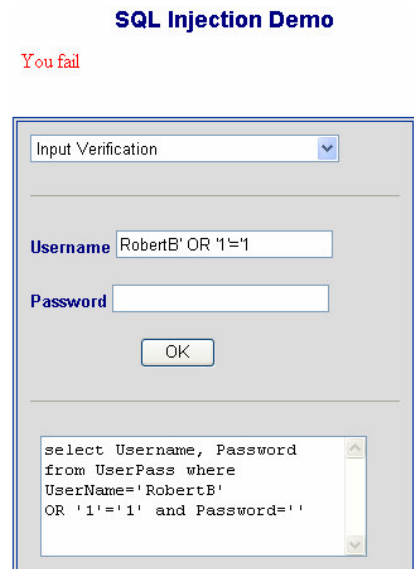 SQL Injection Demo
You fail
Input Verification
Username RobertB' OR '1'='1
Password
OK
select Username, Password
from UserPass where
UserName='RobertB'
OR '1'='1' and Password=''